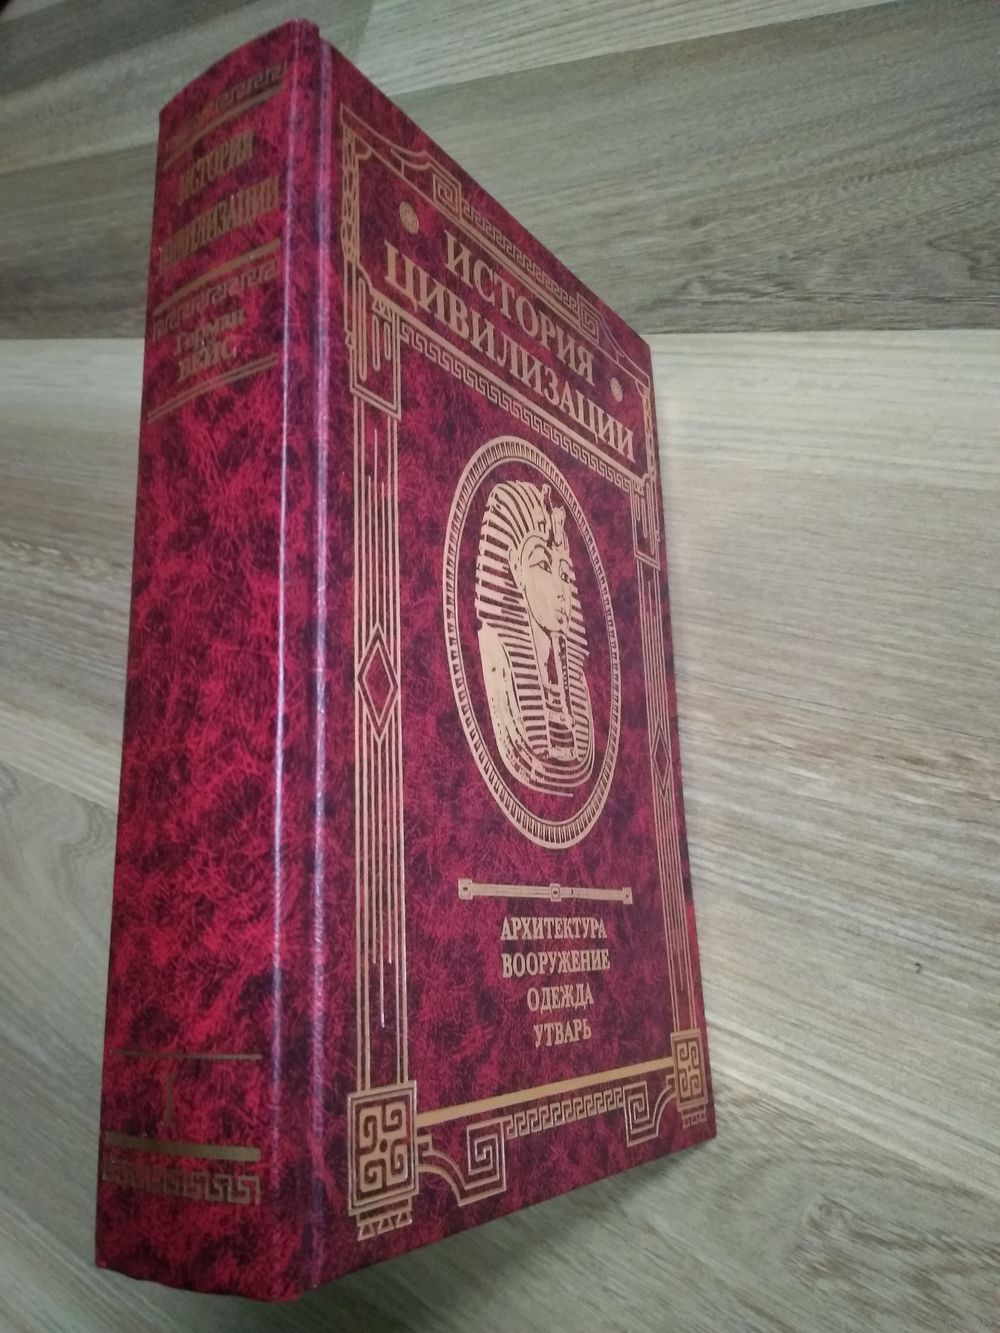 ИСТОРИЯ
ЦИВИЛИЗАЦИИ
Герман
ВЕЙС
I
ИСТОРИЯ
ЦИВИЛИЗАЦИИ
АРХИТЕКТУРА
ВООРУЖЕНИЕ
ОДЕЖДА
УТВАРЬ